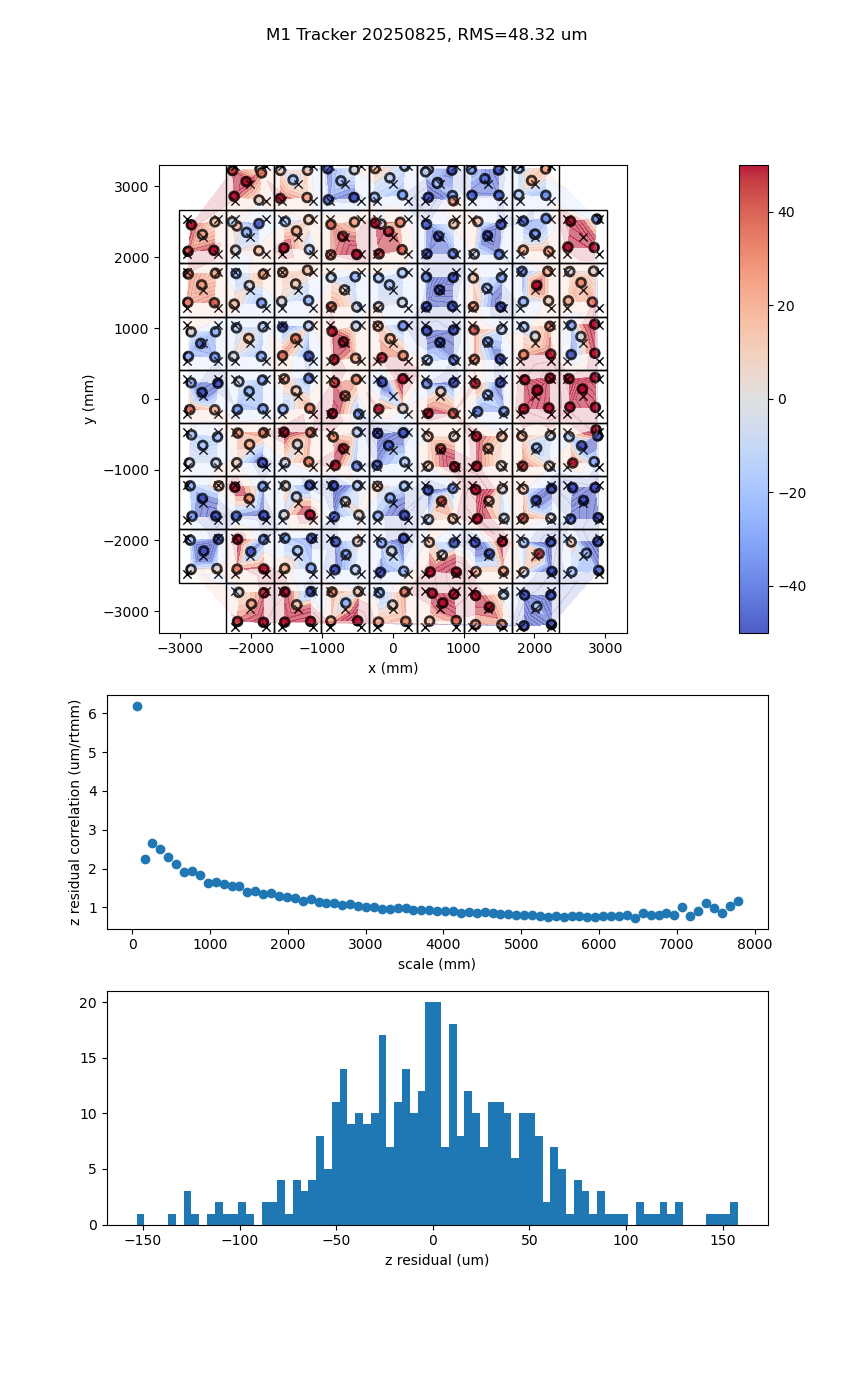 M1 Tracker 20250825, RMS=48.32 um
3000
2000
1000
0
−1000
−2000
−3000
y (mm)
−3000 −2000 −1000 0 1000 2000 3000
x (mm)
40
20
0
−20
−40
6
5
4
3
2
1
z residual correlation (um/rtmm)
0 1000 2000 3000 4000 5000 6000 7000 8000
scale (mm)
20
15
10
5
0
−150 −100 −50 0 50 100 150
z residual (um)